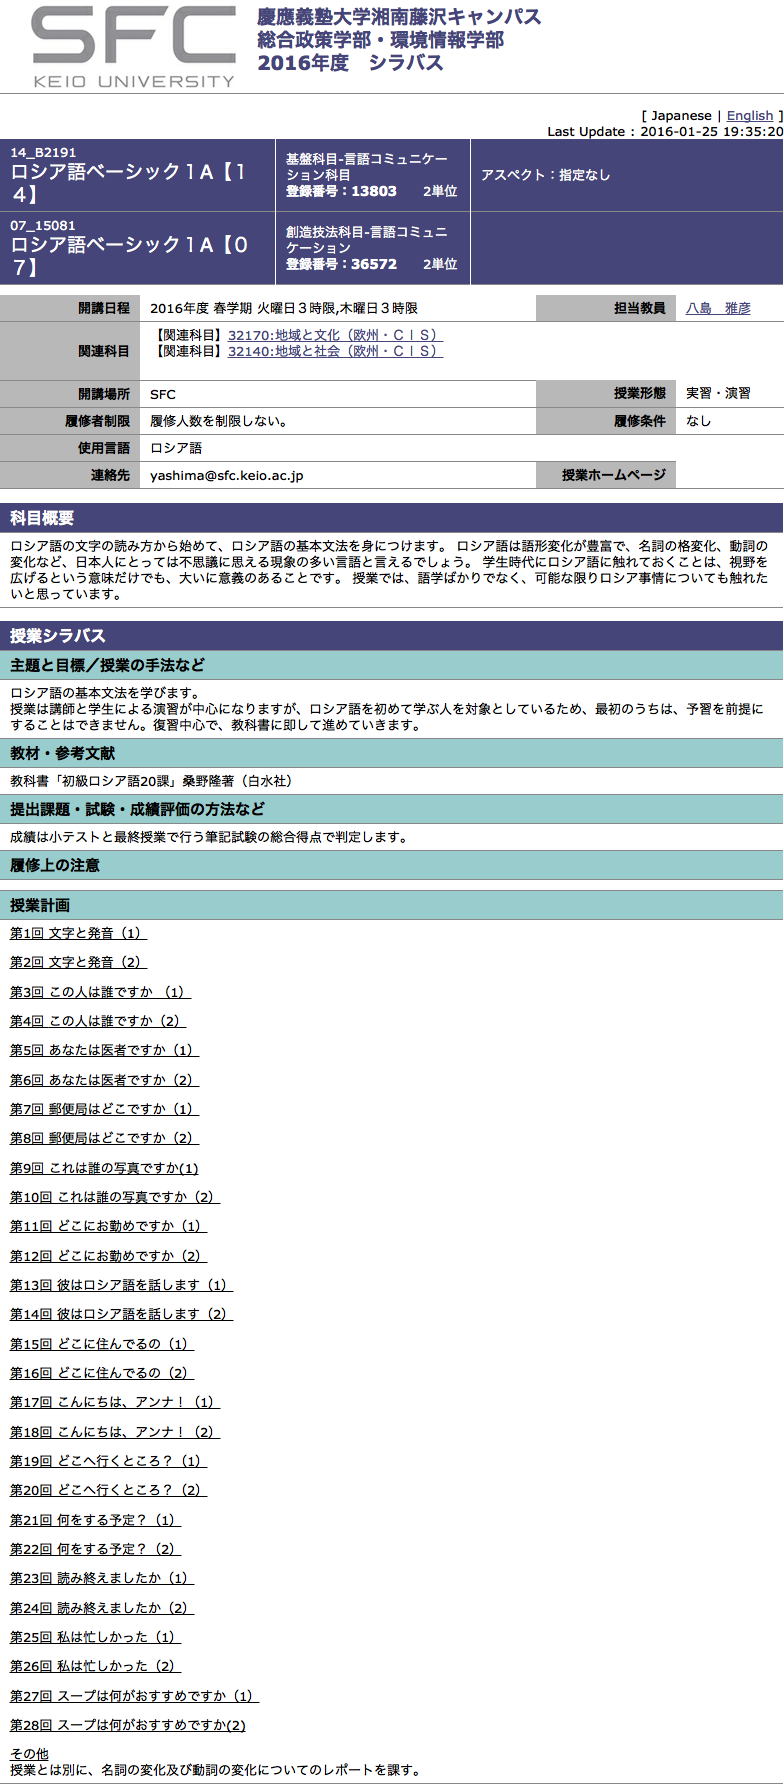 SFC
KEIO UNIVERSITY
慶應義塾大学湘南藤沢キャンパス
総合政策学部・環境情報学部
2016年度　シラバス
[ Japanese | English ]
Last Update : 2016-01-25 19:35:20
14_B2191
ロシア語ベーシック１A【１
４】
基盤科目-言語コミュニケー
ション科目
登録番号：13803　　2単位
アスペクト：指定なし
07_15081
ロシア語ベーシック１A【０
７】
創造技法科目-言語コミュニ
ケーション
登録番号：36572　　2単位
開講日程
2016年度 春学期 火曜日３時限,木曜日３時限
担当教員
八島　雅彦
関連科目
【関連科目】32170:地域と文化（欧州・ＣＩＳ）
【関連科目】32140:地域と社会（欧州・ＣＩＳ）
開講場所
SFC
授業形態
実習・演習
履修者制限
履修人数を制限しない。
履修条件
なし
使用言語
ロシア語
連絡先
yashima@sfc.keio.ac.jp
授業ホームページ
科目概要
ロシア語の文字の読み方から始めて、ロシア語の基本文法を身につけます。 ロシア語は語形変化が豊富で、名詞の格変化、動詞の
変化など、日本人にとっては不思議に思える現象の多い言語と言えるでしょう。 学生時代にロシア語に触れておくことは、視野を
広げるという意味だけでも、大いに意義のあることです。 授業では、語学ばかりでなく、可能な限りロシア事情についても触れた
いと思っています。
授業シラバス
主題と目標／授業の手法など
ロシア語の基本文法を学びます。
授業は講師と学生による演習が中心になりますが、ロシア語を初めて学ぶ人を対象としているため、最初のうちは、予習を前提に
することはできません。復習中心で、教科書に即して進めていきます。
教材・参考文献
教科書「初級ロシア語20課」桑野隆著（白水社）
提出課題・試験・成績評価の方法など
成績は小テストと最終授業で行う筆記試験の総合得点で判定します。
履修上の注意
授業計画
第1回 文字と発音（1）
第2回 文字と発音（2）
第3回 この人は誰ですか （1）
第4回 この人は誰ですか（2）
第5回 あなたは医者ですか（1）
第6回 あなたは医者ですか（2）
第7回 郵便局はどこですか（1）
第8回 郵便局はどこですか（2）
第9回 これは誰の写真ですか(1)
第10回 これは誰の写真ですか（2）
第11回 どこにお勤めですか（1）
第12回 どこにお勤めですか（2）
第13回 彼はロシア語を話します（1）
第14回 彼はロシア語を話します（2）
第15回 どこに住んでるの（1）
第16回 どこに住んでるの（2）
第17回 こんにちは、アンナ！（1）
第18回 こんにちは、アンナ！（2）
第19回 どこへ行くところ？（1）
第20回 どこへ行くところ？（2）
第21回 何をする予定？（1）
第22回 何をする予定？（2）
第23回 読み終えましたか（1）
第24回 読み終えましたか（2）
第25回 私は忙しかった（1）
第26回 私は忙しかった（2）
第27回 スープは何がおすすめですか（1）
第28回 スープは何がおすすめですか(2)
その他
授業とは別に、名詞の変化及び動詞の変化についてのレポートを課す。